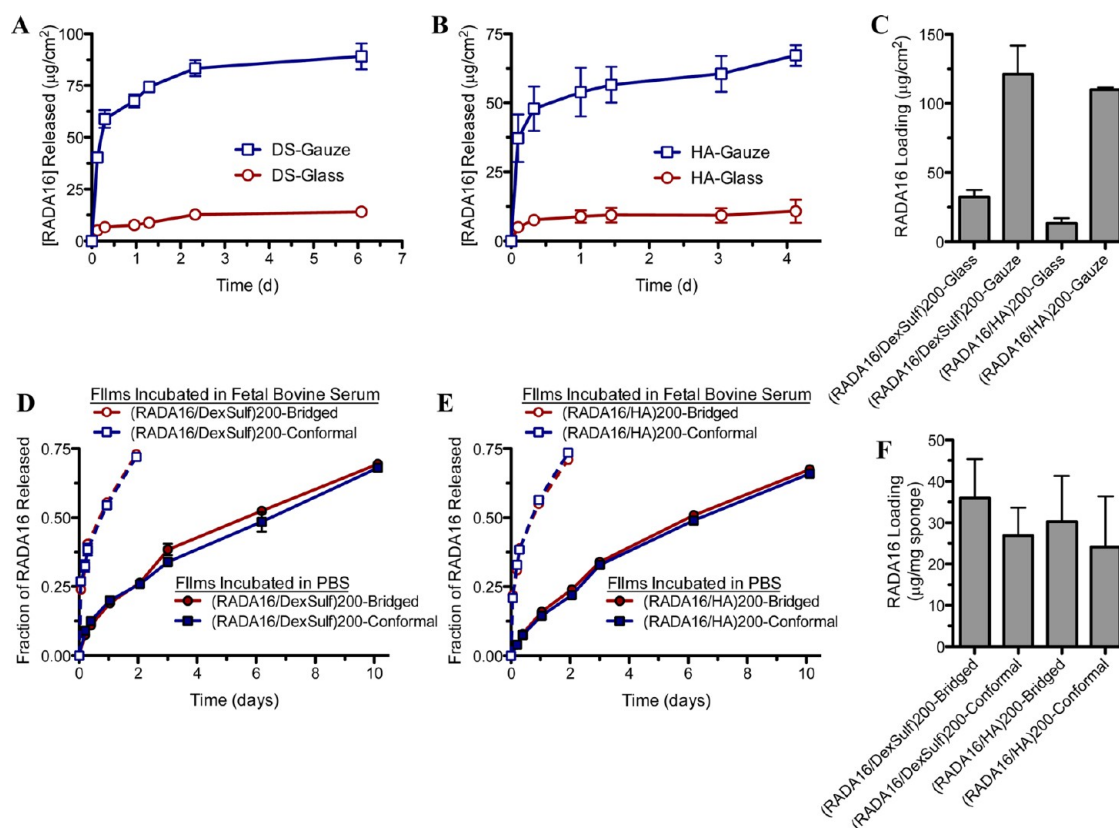 A
[RADA16] Released (µg/cm²)
100
75
50
25
0
DS-Gauze
DS-Glass
0 1 2 3 4 5 6 7
Time (d)
B
[RADA16] Released (µg/cm²)
75
50
25
0
HA-Gauze
HA-Glass
0 1 2 3 4
Time (d)
C
RADA16 Loading (µg/cm²)
150
100
50
0
(RADA16/DexSulf)200-Glass
(RADA16/DexSulf)200-Gauze
(RADA16/HA)200-Glass
(RADA16/HA)200-Gauze
D
FIlms Incubated in Fetal Bovine Serum
(RADA16/DexSulf)200-Bridged
(RADA16/DexSulf)200-Conformal
Fraction of RADA16 Released
0.75
0.50
0.25
0.00
FIlms Incubated in PBS
(RADA16/DexSulf)200-Bridged
(RADA16/DexSulf)200-Conformal
0 2 4 6 8 10
Time (days)
E
FIlms Incubated in Fetal Bovine Serum
(RADA16/HA)200-Bridged
(RADA16/HA)200-Conformal
Fraction of RADA16 Released
0.75
0.50
0.25
0.00
FIlms Incubated in PBS
(RADA16/HA)200-Bridged
(RADA16/HA)200-Conformal
0 2 4 6 8 10
Time (days)
F
RADA16 Loading
(µg/mg sponge)
50
40
30
20
10
0
(RADA16/DexSulf)200-Bridged
(RADA16/DexSulf)200-Conformal
(RADA16/HA)200-Bridged
(RADA16/HA)200-Conformal